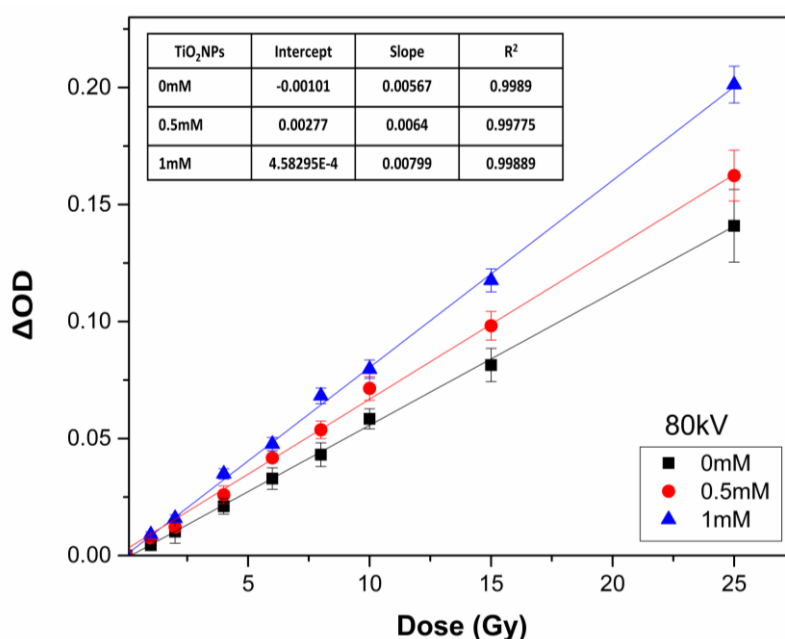 TiO₂NPs Intercept Slope R²
0mM -0.00101 0.00567 0.9989
0.5mM 0.00277 0.0064 0.99775
1mM 4.58295E-4 0.00799 0.99889
0.20
0.15
0.10
0.05
0.00
ΔOD
80kV
0mM
0.5mM
1mM
5 10 15 20 25
Dose (Gy)